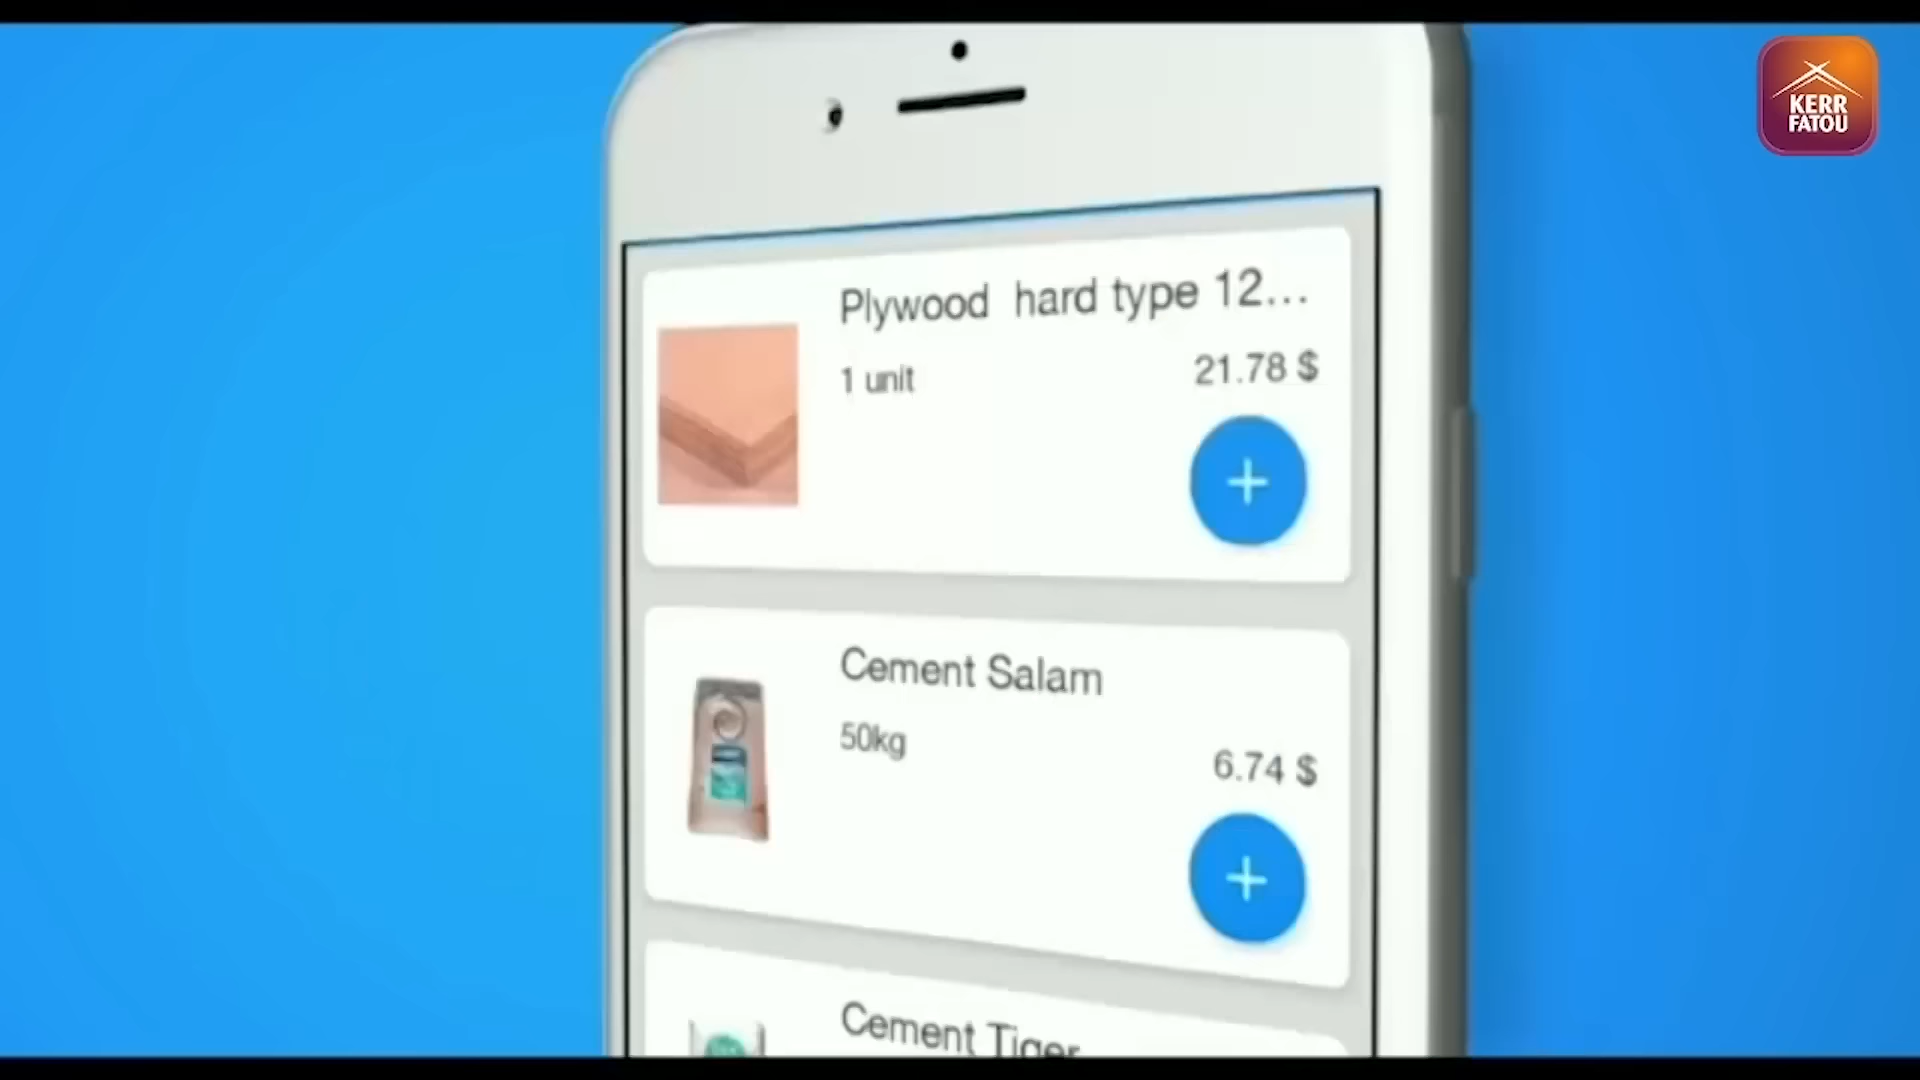 KERR
FATOU
Plywood hard type 12...
1 unit
21.78 $
+
Cement Salam
50kg
6.74 $
+
Cement Tiger